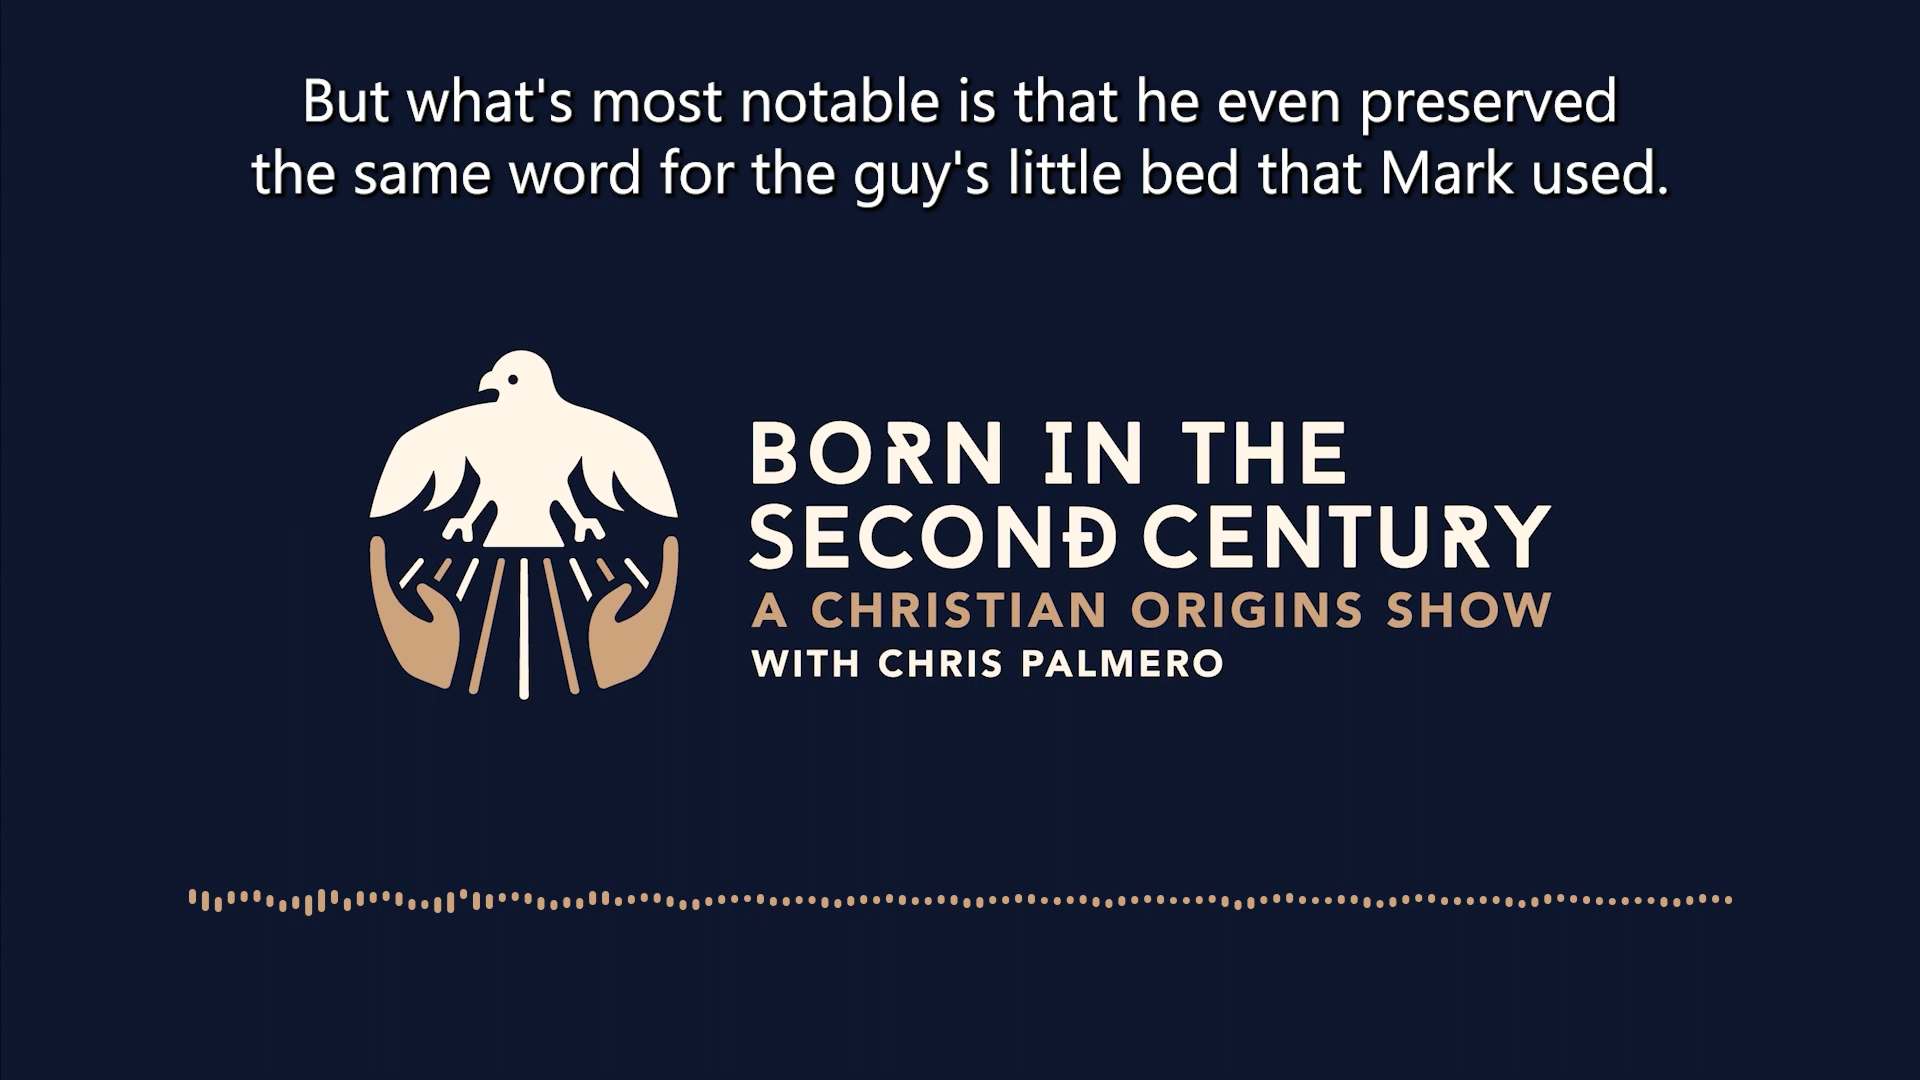 But what's most notable is that he even preserved
the same word for the guy's little bed that Mark used.
BORN IN THE
SECOND CENTURY
A CHRISTIAN ORIGINS SHOW
WITH CHRIS PALMERO